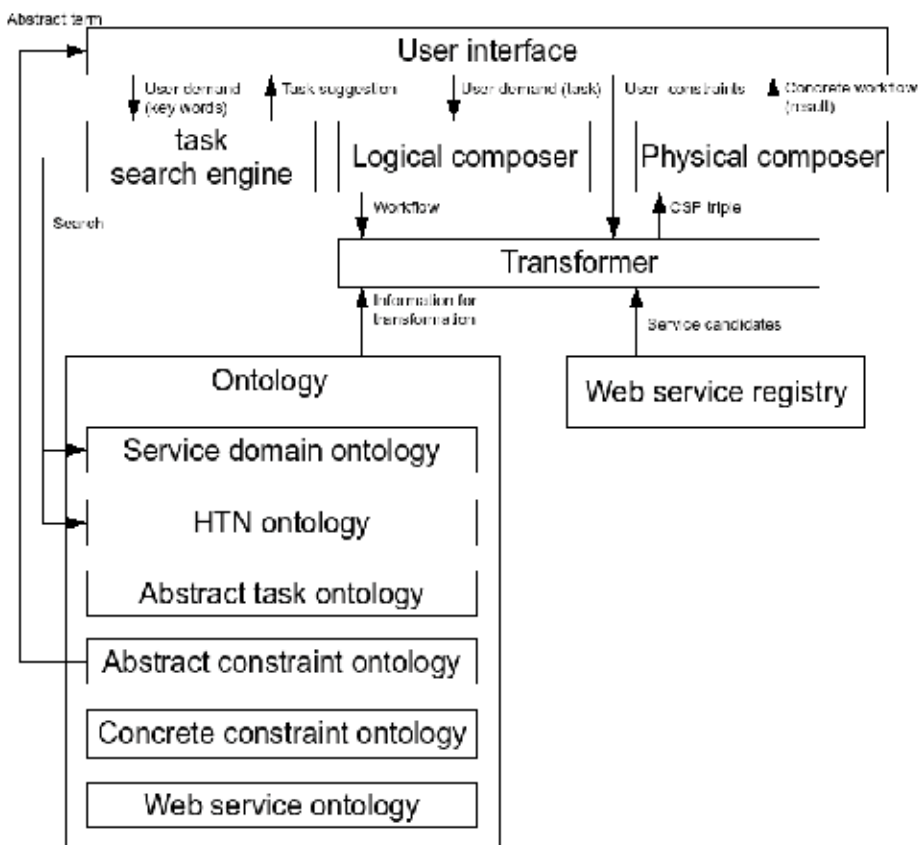 Abstract term
User interface
User demand
(key words)
Task suggestion
User demand (task)
User constraints
Concrete workflow
(result)
task
search engine
Logical composer
Physical composer
Search
Workflow
CSP triple
Transformer
Information for
transformation
Service candidates
Ontology
Web service registry
Service domain ontology
HTN ontology
Abstract task ontology
Abstract constraint ontology
Concrete constraint ontology
Web service ontology